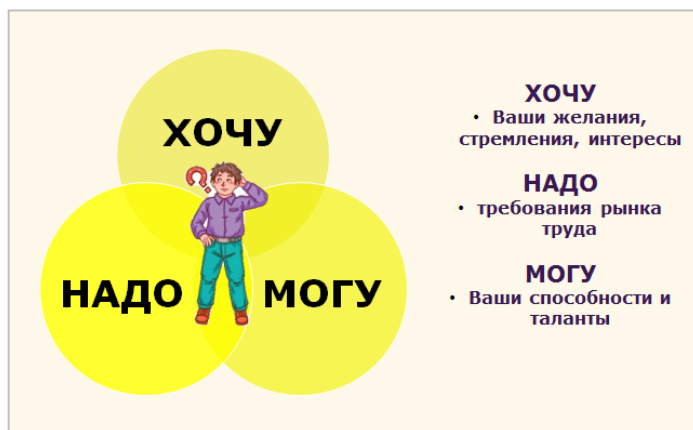 ХОЧУ
НАДО
МОГУ
ХОЧУ
• Ваши желания,
стремления, интересы
НАДО
• требования рынка
труда
МОГУ
• Ваши способности и
таланты